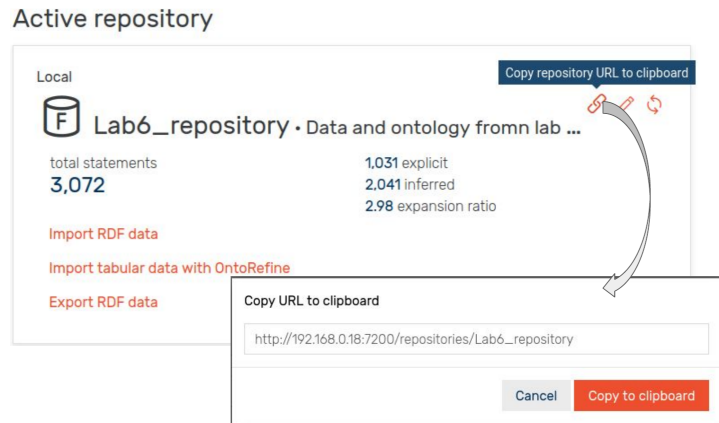 Active repository
Copy repository URL to clipboard
Local
F
Lab6_repository · Data and ontology fromn lab ...
total statements
3,072
1,031 explicit
2,041 inferred
2.98 expansion ratio
Import RDF data
Import tabular data with OntoRefine
Export RDF data
Copy URL to clipboard
http://192.168.0.18:7200/repositories/Lab6_repository
Cancel
Copy to clipboard